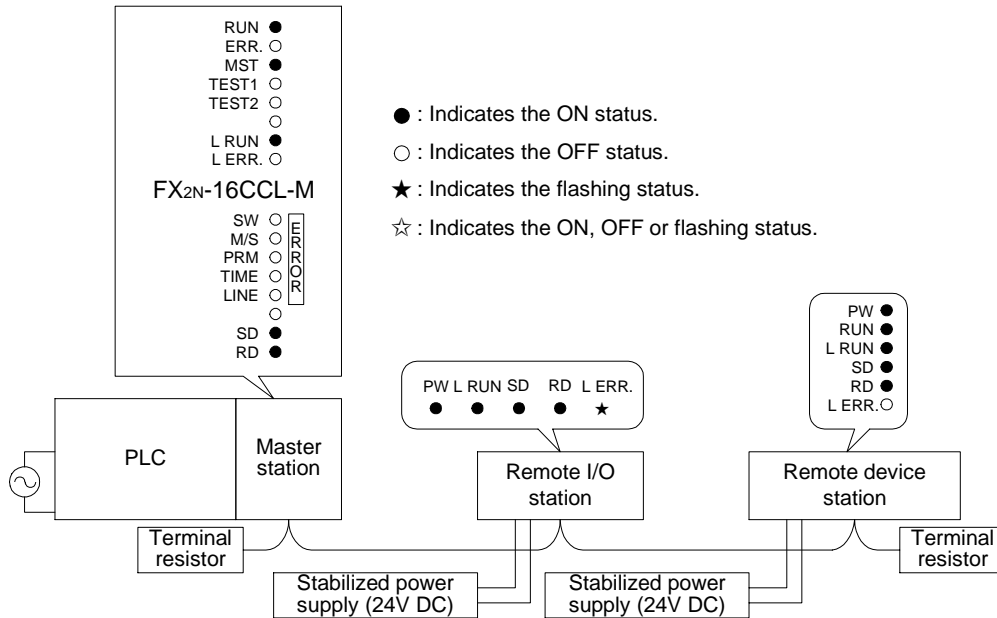 RUN
ERR.
MST
TEST1
TEST2
L RUN
L ERR.
FX2N-16CCL-M
SW
M/S
PRM
TIME
LINE
ERROR
SD
RD
● : Indicates the ON status.
○ : Indicates the OFF status.
★ : Indicates the flashing status.
☆ : Indicates the ON, OFF or flashing status.
PW L RUN SD RD L ERR.
PW
RUN
L RUN
SD
RD
L ERR.
PLC
Master
station
Remote I/O
station
Remote device
station
Terminal
resistor
Terminal
resistor
Stabilized power
supply (24V DC)
Stabilized power
supply (24V DC)